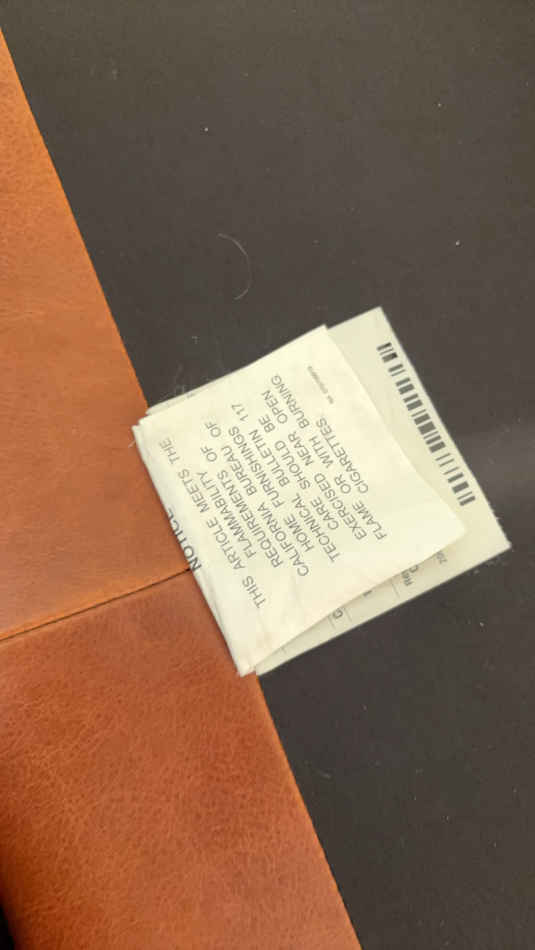 NOTICE
THIS ARTICLE MEETS THE
FLAMMABILITY OF
REQUIREMENTS OF
CALIFORNIA BUREAU OF
HOME FURNISHINGS
TECHNICAL BULLETIN 117
CARE SHOULD BE
EXERCISED NEAR OPEN
FLAME OR WITH BURNING
CIGARETTES.